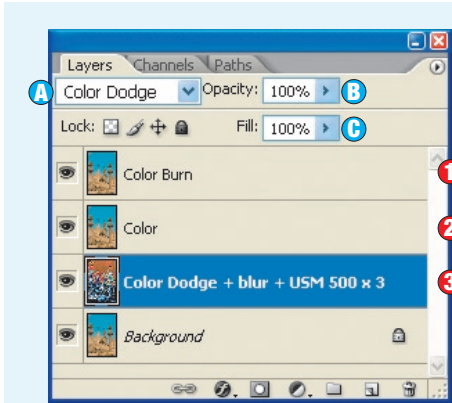 Layers Channels Paths
A Color Dodge Opacity: 100% B
Lock: Fill: 100% C
Color Burn 1
Color 2
Color Dodge + blur + USM 500 x 3 3
Background